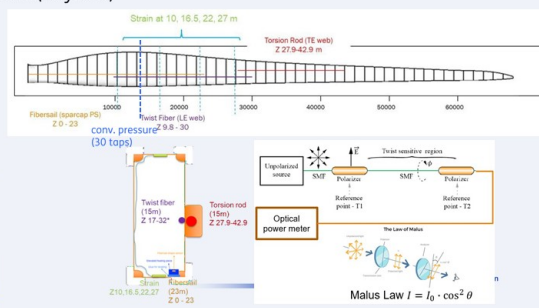 Strain at 10, 16.5, 22, 27 m
Torsion Rod (TE web)
Z 27.9-42.9 m
10000
20000
30000
40000
50000
60000
Fibersail (sparcap PS)
Z 0 - 23
Twist Fiber (LE web)
Z 9.8 - 30
conv. pressure
(30 taps)
Twist fiber
(15m)
Z 17-32*
Torsion rod
(15m)
Z 27.9-42.9
Strain
Z10,16.5,22,27
Fibersail
(23m)
Z 0 - 23
Unpolarized
source
SMF
E
Twist sensitive region
β
SMF
Polarizer
Polarizer
Reference
point - T1
Reference
point - T2
Optical
power meter
The Law of Malus
Malus Law I = I₀ · cos² θ